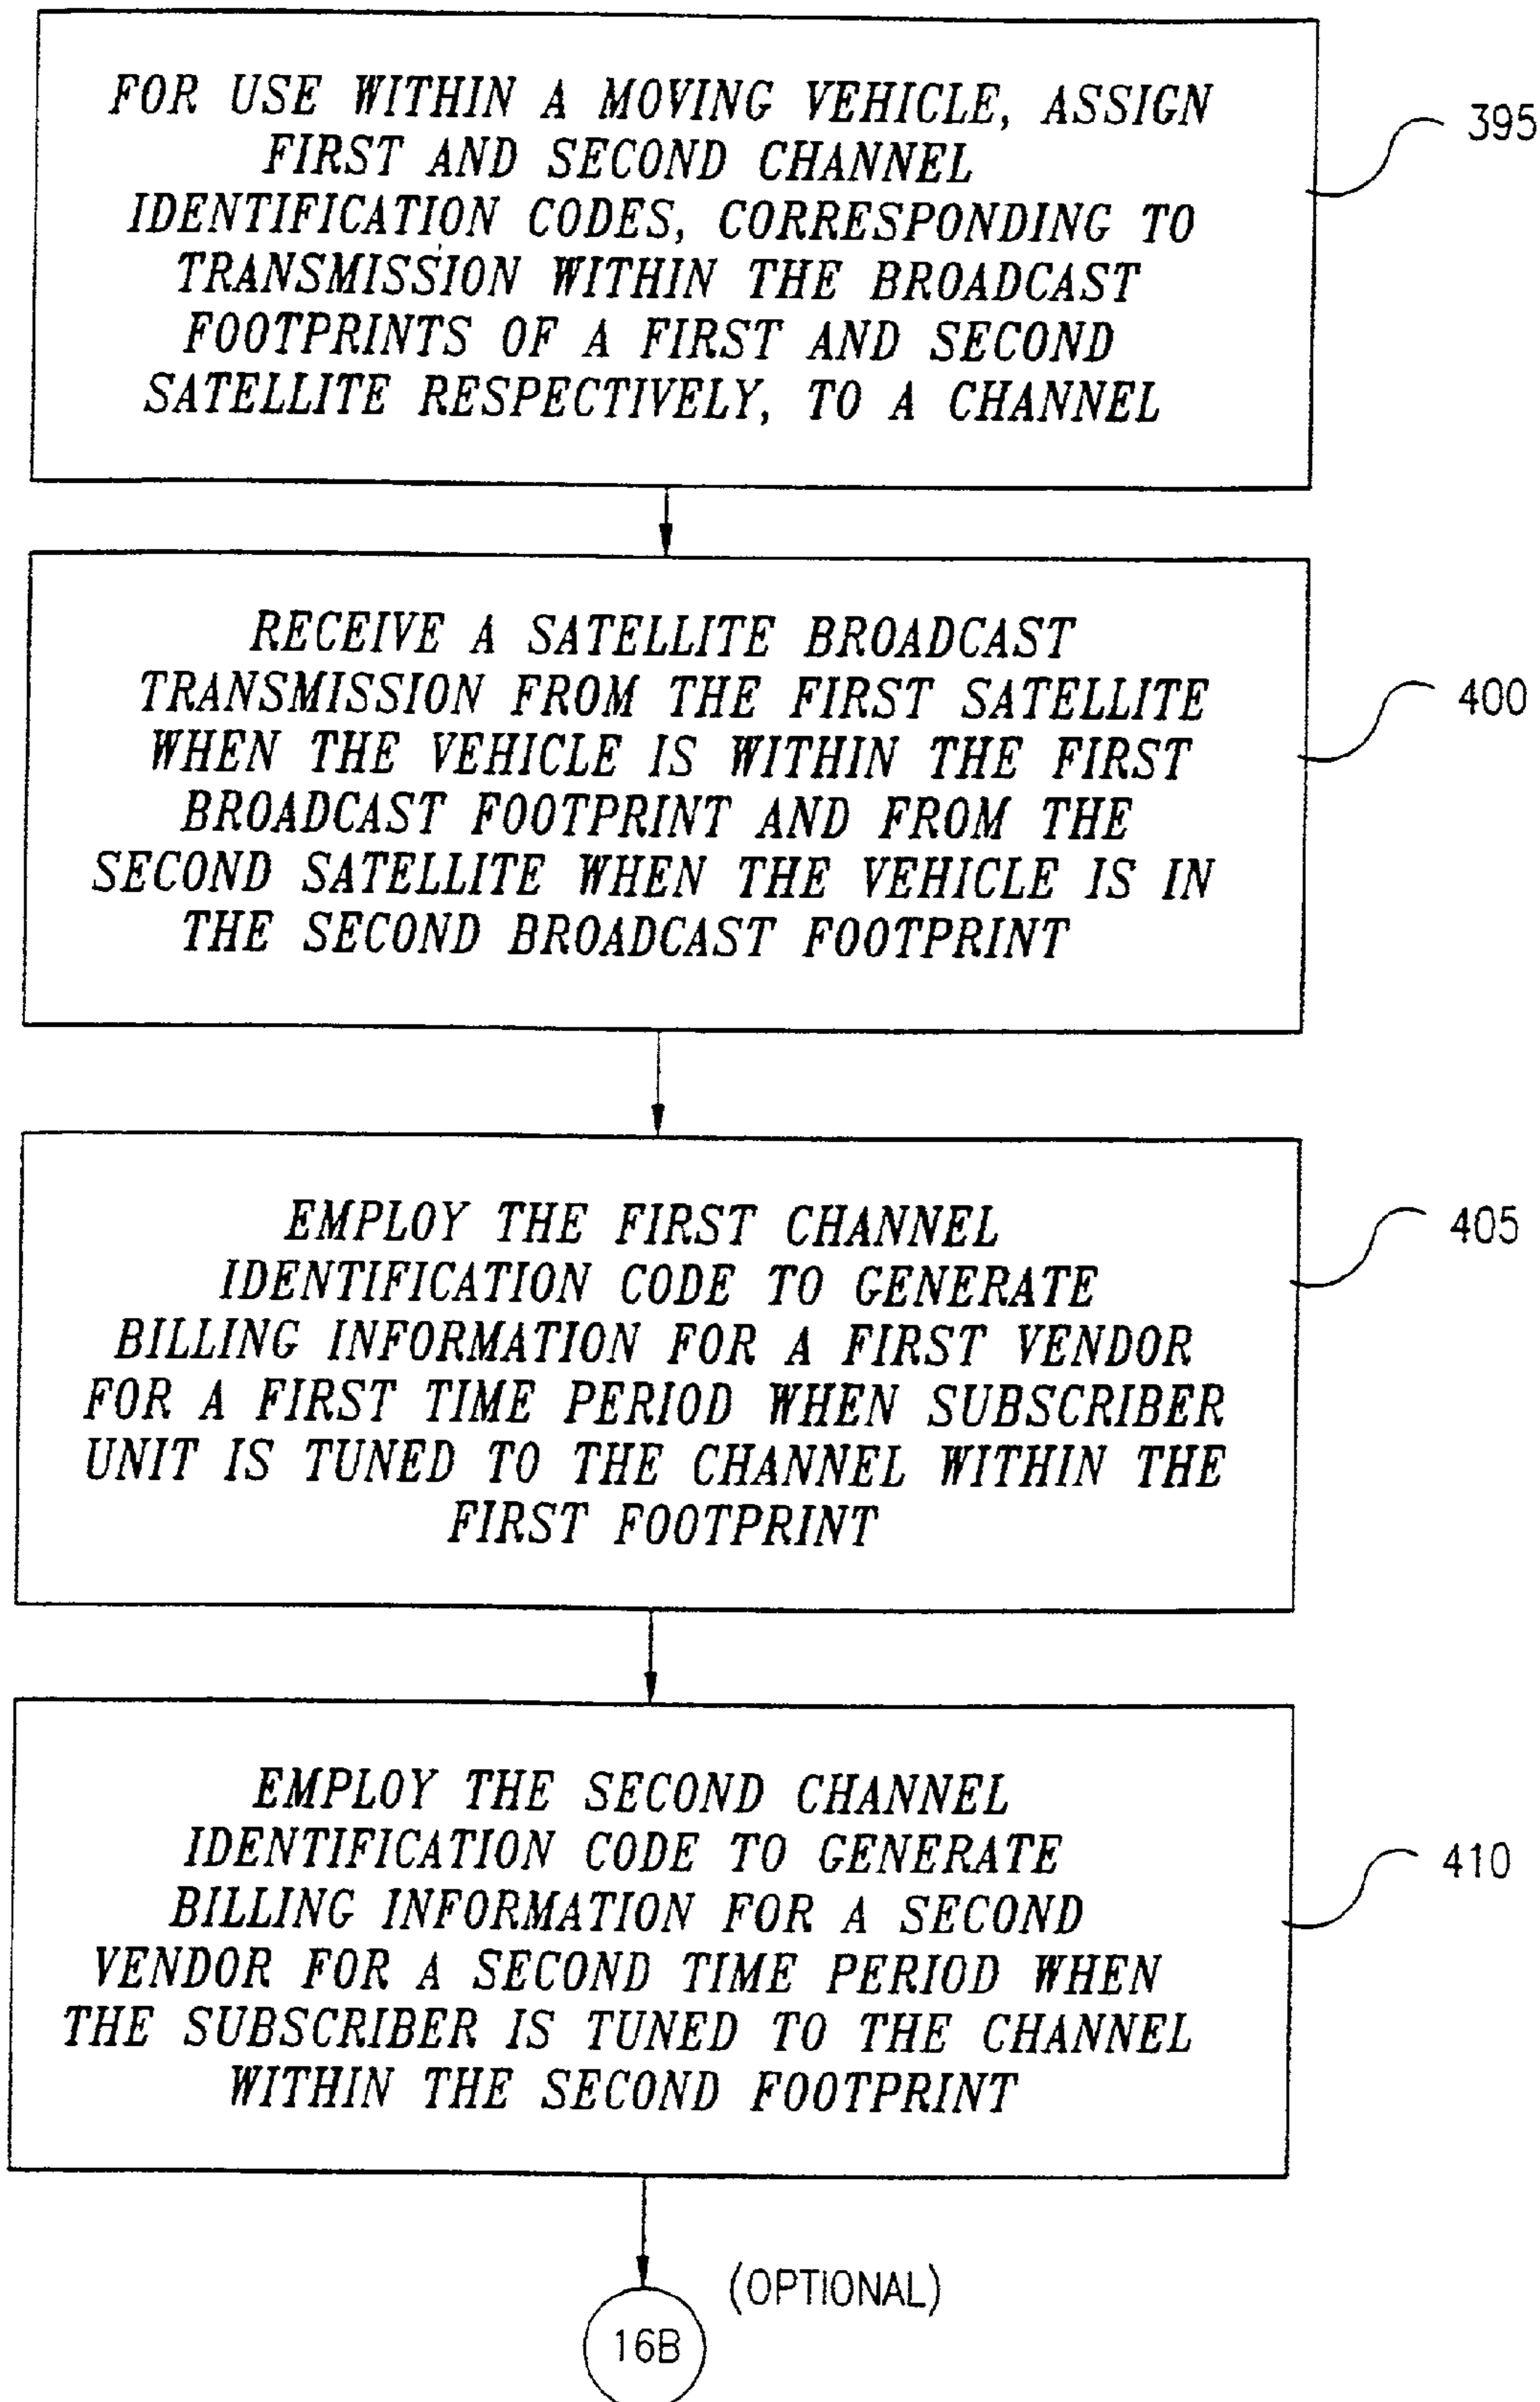 FOR USE WITHIN A MOVING VEHICLE, ASSIGN
FIRST AND SECOND CHANNEL
IDENTIFICATION CODES, CORRESPONDING TO
TRANSMISSION WITHIN THE BROADCAST
FOOTPRINTS OF A FIRST AND SECOND
SATELLITE RESPECTIVELY, TO A CHANNEL
395
RECEIVE A SATELLITE BROADCAST
TRANSMISSION FROM THE FIRST SATELLITE
WHEN THE VEHICLE IS WITHIN THE FIRST
BROADCAST FOOTPRINT AND FROM THE
SECOND SATELLITE WHEN THE VEHICLE IS IN
THE SECOND BROADCAST FOOTPRINT
400
EMPLOY THE FIRST CHANNEL
IDENTIFICATION CODE TO GENERATE
BILLING INFORMATION FOR A FIRST VENDOR
FOR A FIRST TIME PERIOD WHEN SUBSCRIBER
UNIT IS TUNED TO THE CHANNEL WITHIN THE
FIRST FOOTPRINT
405
EMPLOY THE SECOND CHANNEL
IDENTIFICATION CODE TO GENERATE
BILLING INFORMATION FOR A SECOND
VENDOR FOR A SECOND TIME PERIOD WHEN
THE SUBSCRIBER IS TUNED TO THE CHANNEL
WITHIN THE SECOND FOOTPRINT
410
(OPTIONAL)
16B